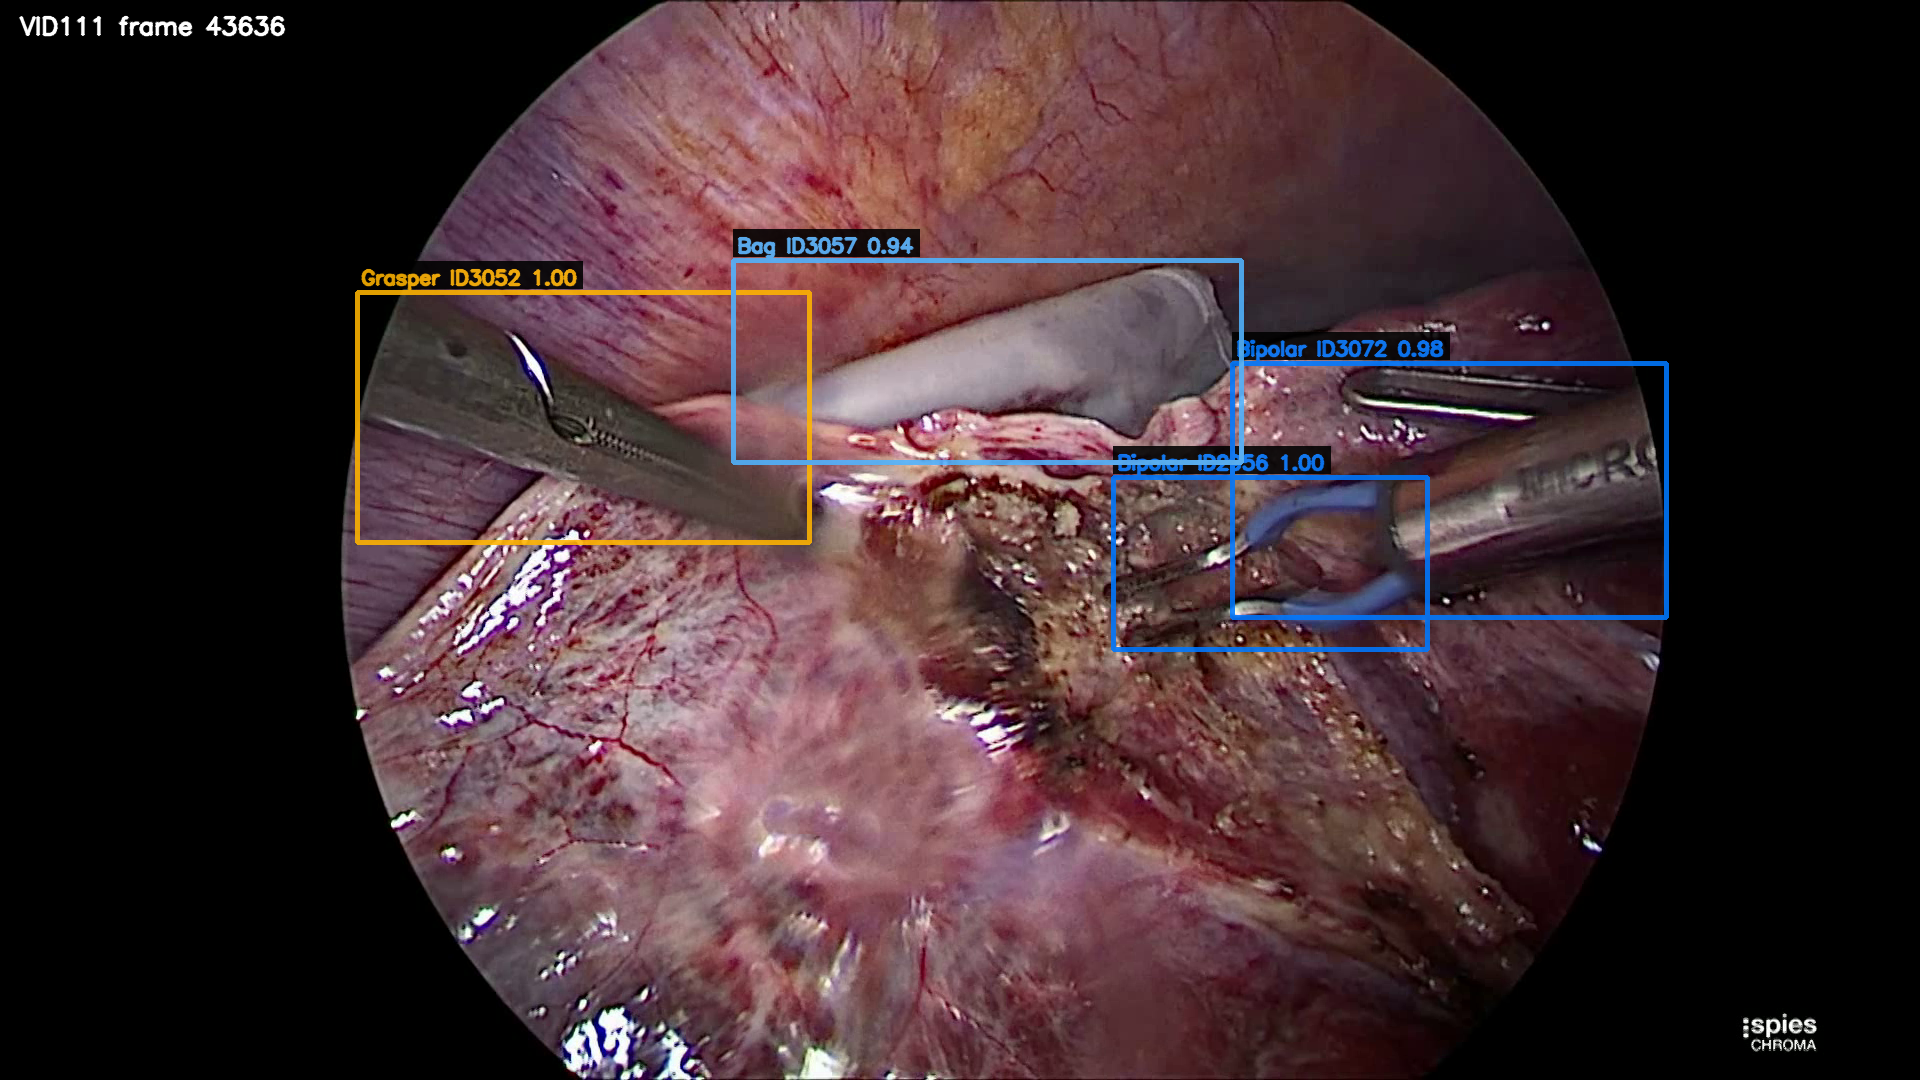 VID111 frame 43636
Bag ID3057 0.94
Grasper ID3052 1.00
Bipolar ID3072 0.98
1.00
Bipolar
:spies
CHROMA